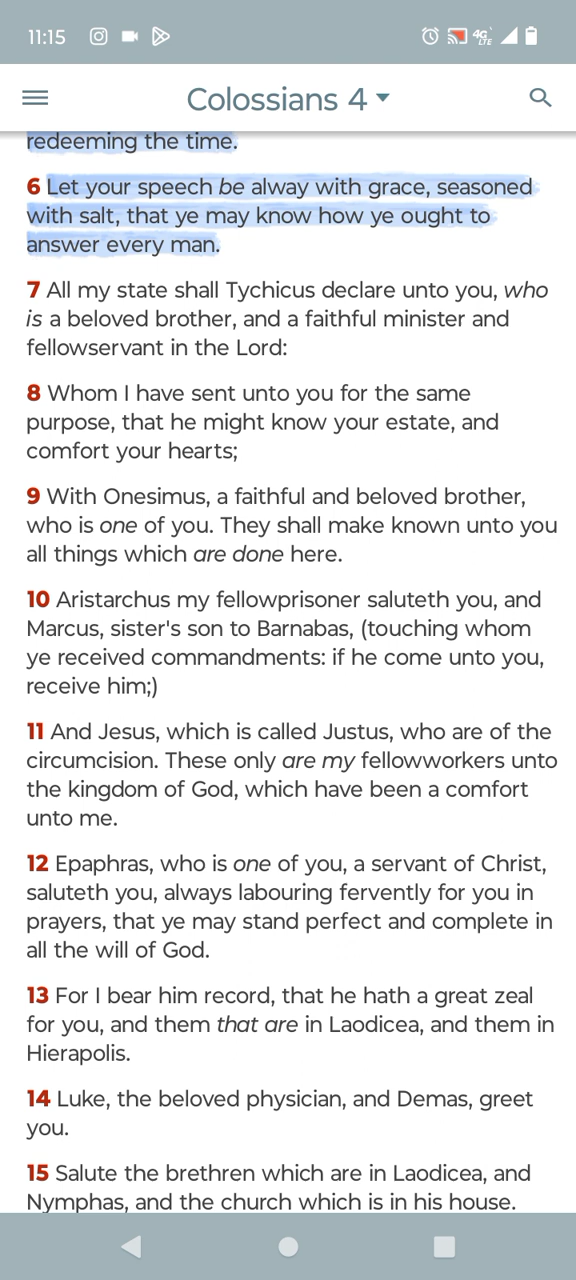 11:15
4G
LTE
Colossians 4
redeeming the time.
6 Let your speech be alway with grace, seasoned
with salt, that ye may know how ye ought to
answer every man.
7 All my state shall Tychicus declare unto you, who
is a beloved brother, and a faithful minister and
fellowservant in the Lord:
8 Whom I have sent unto you for the same
purpose, that he might know your estate, and
comfort your hearts;
9 With Onesimus, a faithful and beloved brother,
who is one of you. They shall make known unto you
all things which are done here.
10 Aristarchus my fellowprisoner saluteth you, and
Marcus, sister's son to Barnabas, (touching whom
ye received commandments: if he come unto you,
receive him;)
11 And Jesus, which is called Justus, who are of the
circumcision. These only are my fellowworkers unto
the kingdom of God, which have been a comfort
unto me.
12 Epaphras, who is one of you, a servant of Christ,
saluteth you, always labouring fervently for you in
prayers, that ye may stand perfect and complete in
all the will of God.
13 For I bear him record, that he hath a great zeal
for you, and them that are in Laodicea, and them in
Hierapolis.
14 Luke, the beloved physician, and Demas, greet
you.
15 Salute the brethren which are in Laodicea, and
Nymphas, and the church which is in his house.